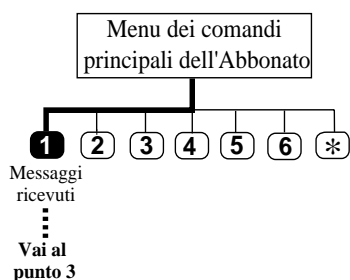 Menu dei comandi
principali dell'Abbonato
1 2 3 4 5 6 *
Messaggi
ricevuti
Vai al
punto 3